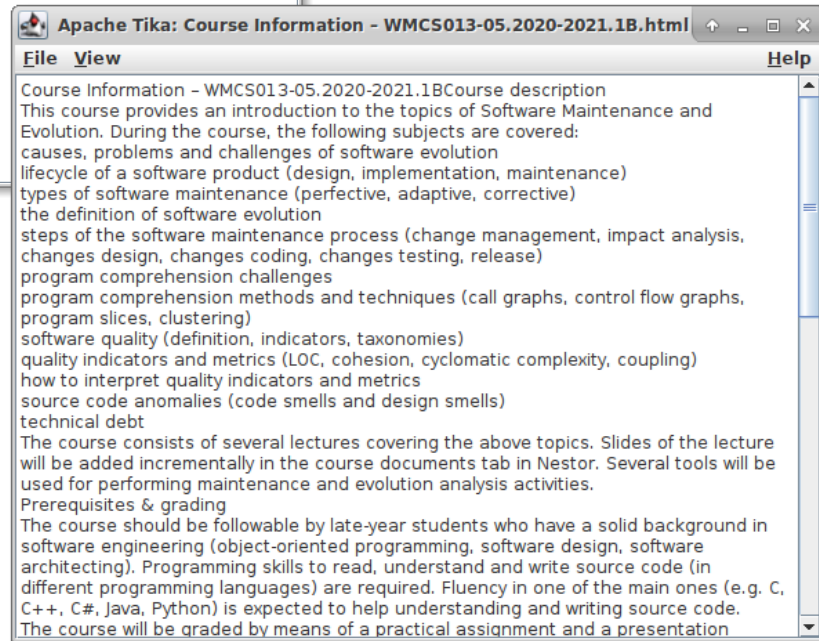 Apache Tika: Course Information – WMCS013-05.2020-2021.1B.html
File View Help
Course Information – WMCS013-05.2020-2021.1BCourse description
This course provides an introduction to the topics of Software Maintenance and
Evolution. During the course, the following subjects are covered:
causes, problems and challenges of software evolution
lifecycle of a software product (design, implementation, maintenance)
types of software maintenance (perfective, adaptive, corrective)
the definition of software evolution
steps of the software maintenance process (change management, impact analysis,
changes design, changes coding, changes testing, release)
program comprehension challenges
program comprehension methods and techniques (call graphs, control flow graphs,
program slices, clustering)
software quality (definition, indicators, taxonomies)
quality indicators and metrics (LOC, cohesion, cyclomatic complexity, coupling)
how to interpret quality indicators and metrics
source code anomalies (code smells and design smells)
technical debt
The course consists of several lectures covering the above topics. Slides of the lecture
will be added incrementally in the course documents tab in Nestor. Several tools will be
used for performing maintenance and evolution analysis activities.
Prerequisites & grading
The course should be followable by late-year students who have a solid background in
software engineering (object-oriented programming, software design, software
architecting). Programming skills to read, understand and write source code (in
different programming languages) are required. Fluency in one of the main ones (e.g. C,
C++, C#, Java, Python) is expected to help understanding and writing source code.
The course will be graded by means of a practical assignment and a presentation